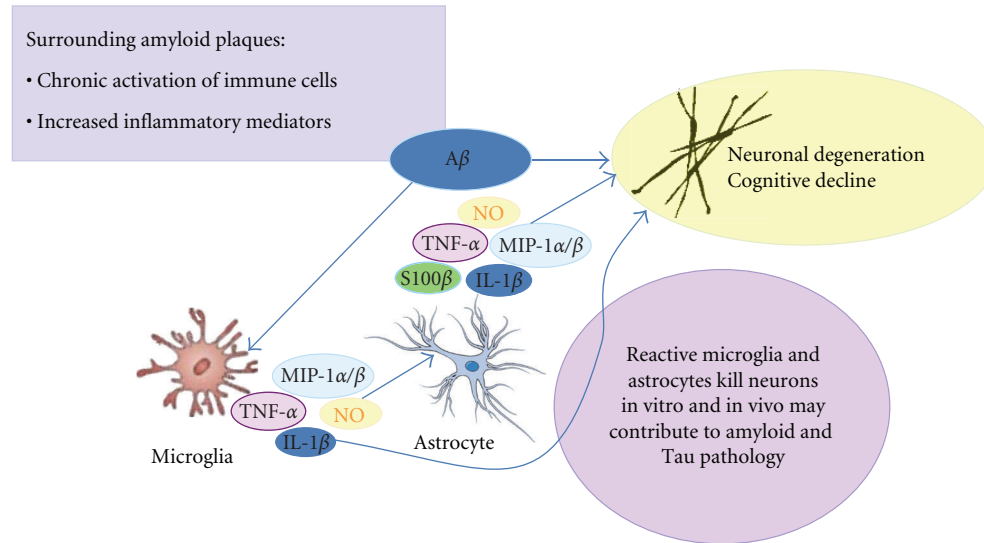 Surrounding amyloid plaques:
• Chronic activation of immune cells
• Increased inflammatory mediators
Aβ
Neuronal degeneration
Cognitive decline
NO
TNF-α
MIP-1α/β
S100β
IL-1β
MIP-1α/β
TNF-α
NO
IL-1β
Microglia
Astrocyte
Reactive microglia and
astrocytes kill neurons
in vitro and in vivo may
contribute to amyloid and
Tau pathology